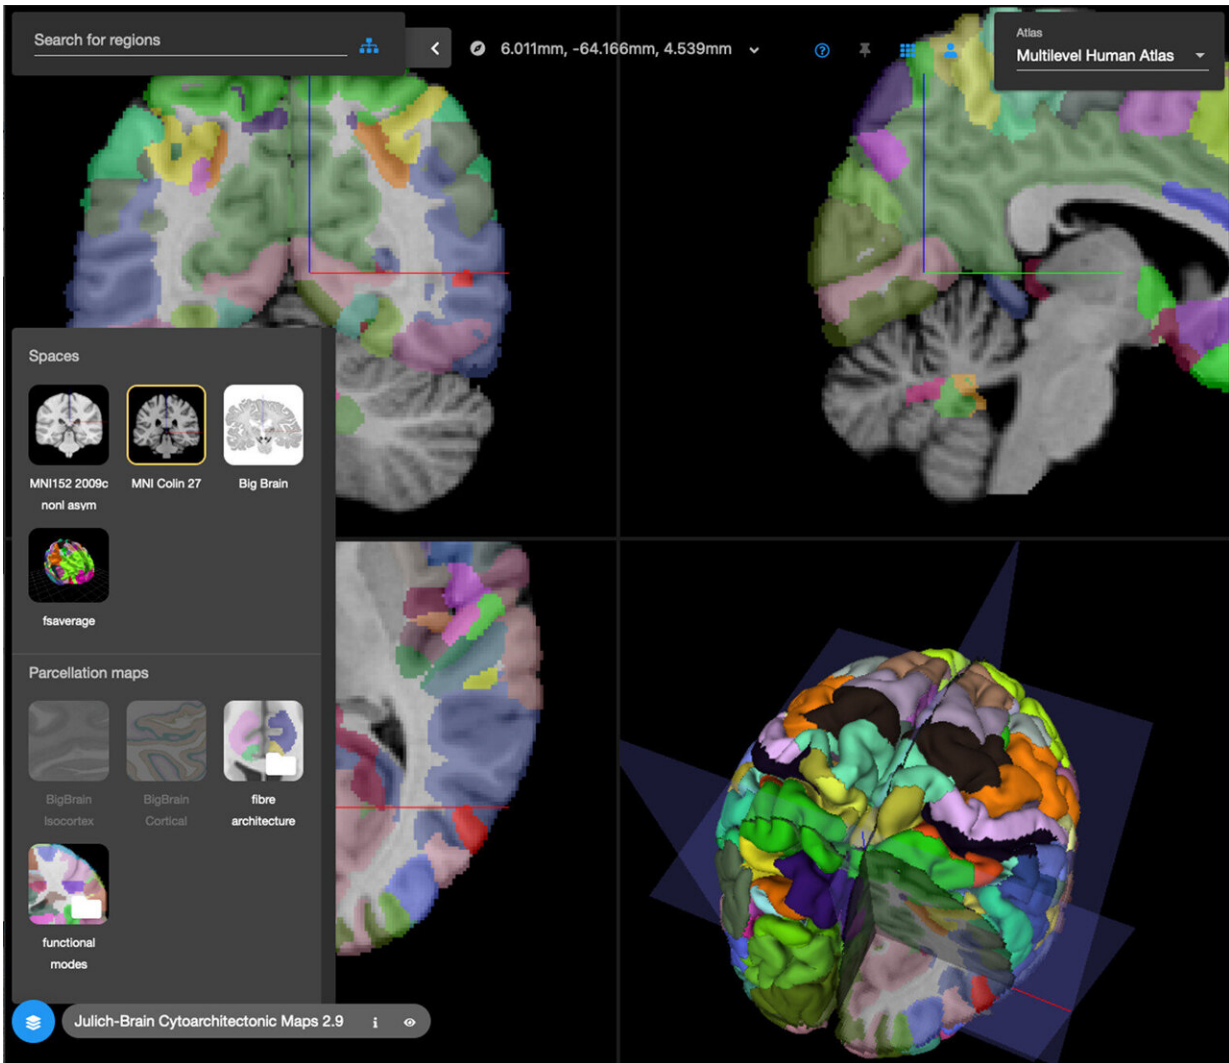 Search for regions
6.011mm, -64.166mm, 4.539mm
Atlas
Multilevel Human Atlas
Spaces
MNI152 2009c
nonl asym
MNI Colin 27
Big Brain
fsaverage
Parcellation maps
BigBrain
Isocortex
BigBrain
Cortical
fibre
architecture
functional
modes
Julich-Brain Cytoarchitectonic Maps 2.9